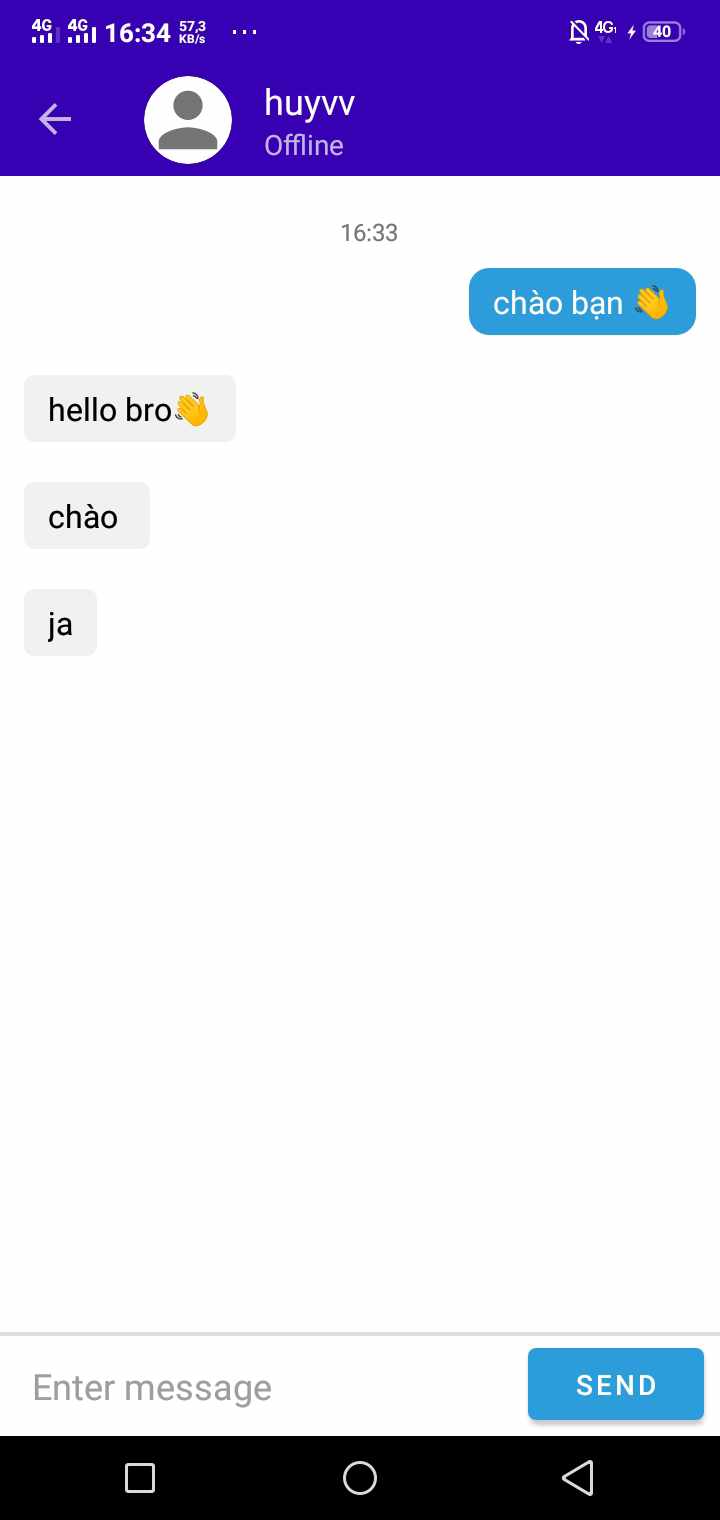 4G 4G 16:34 57,3 KB/s ... 4G 40
huyvv
Offline
16:33
chào bạn 👋
hello bro👋
chào
ja
Enter message
SEND